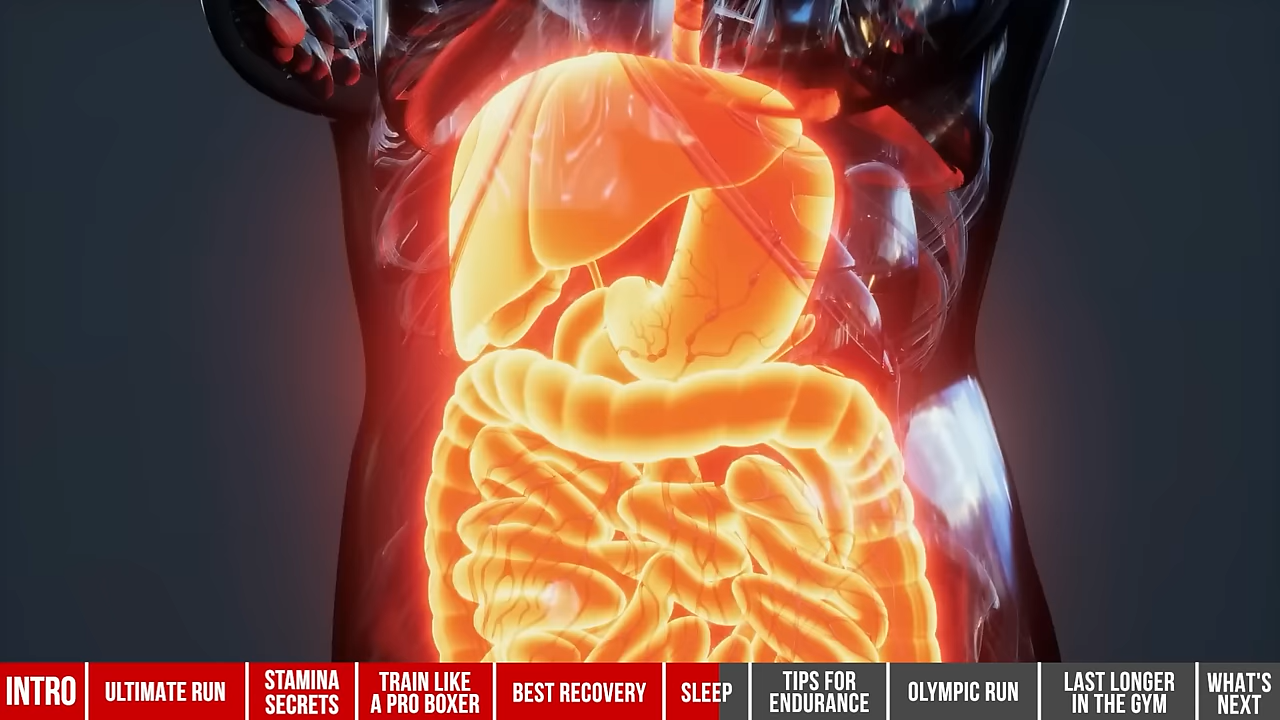 INTRO
ULTIMATE RUN
STAMINA
SECRETS
TRAIN LIKE
A PRO BOXER
BEST RECOVERY
SLEEP
TIPS FOR
ENDURANCE
OLYMPIC RUN
LAST LONGER
IN THE GYM
WHAT'S
NEXT